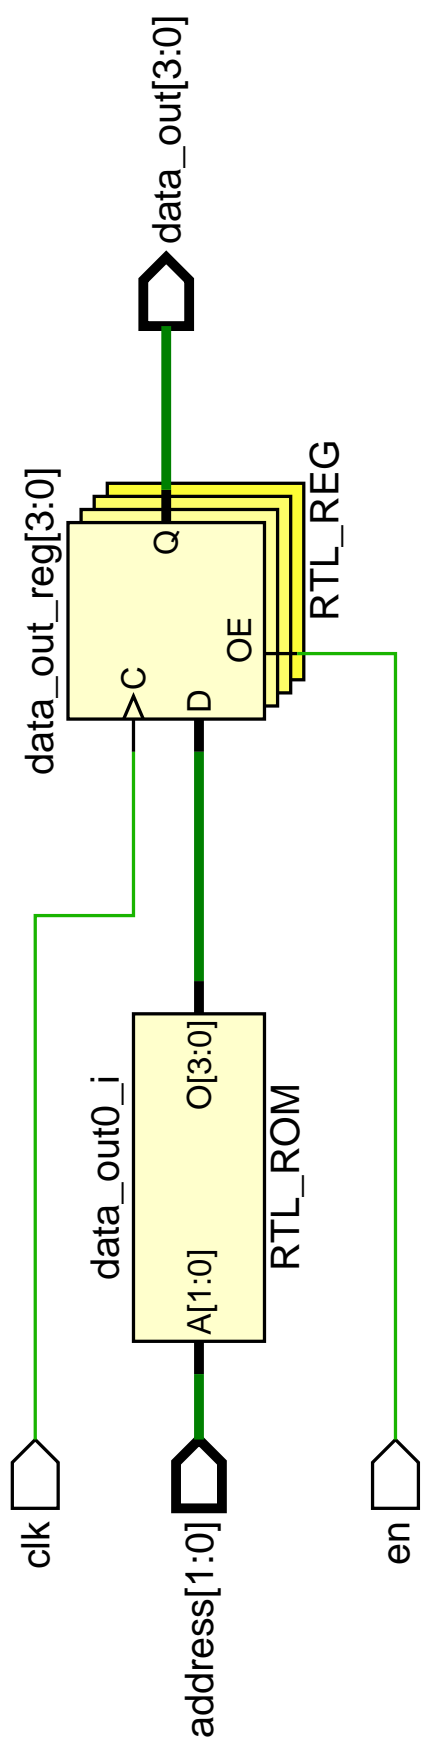 clk
address[1:0]
en
data_out0_i
A[1:0]
O[3:0]
RTL_ROM
data_out_reg[3:0]
C
D
OE
Q
RTL_REG
data_out[3:0]